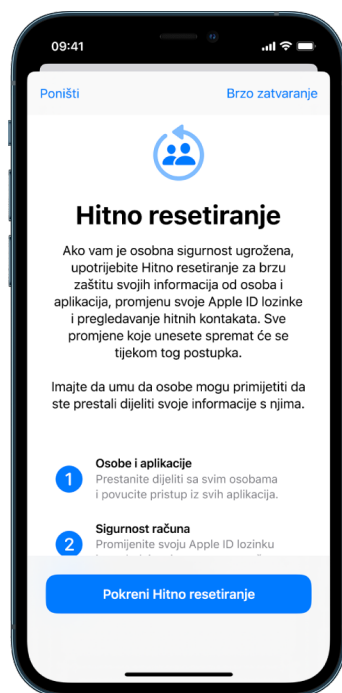 09:41
Poništi
Brzo zatvaranje
Hitno resetiranje
Ako vam je osobna sigurnost ugrožena,
upotrijebite Hitno resetiranje za brzu
zaštitu svojih informacija od osoba i
aplikacija, promjenu svoje Apple ID lozinke
i pregledavanje hitnih kontakata. Sve
promjene koje unesete spremat će se
tijekom tog postupka.
Imajte da umu da osobe mogu primijetiti da
ste prestali dijeliti svoje informacije s njima.
1
Osobe i aplikacije
Prestanite dijeliti sa svim osobama
i povucite pristup iz svih aplikacija.
2
Sigurnost računa
Promijenite svoju Apple ID lozinku
Pokreni Hitno resetiranje